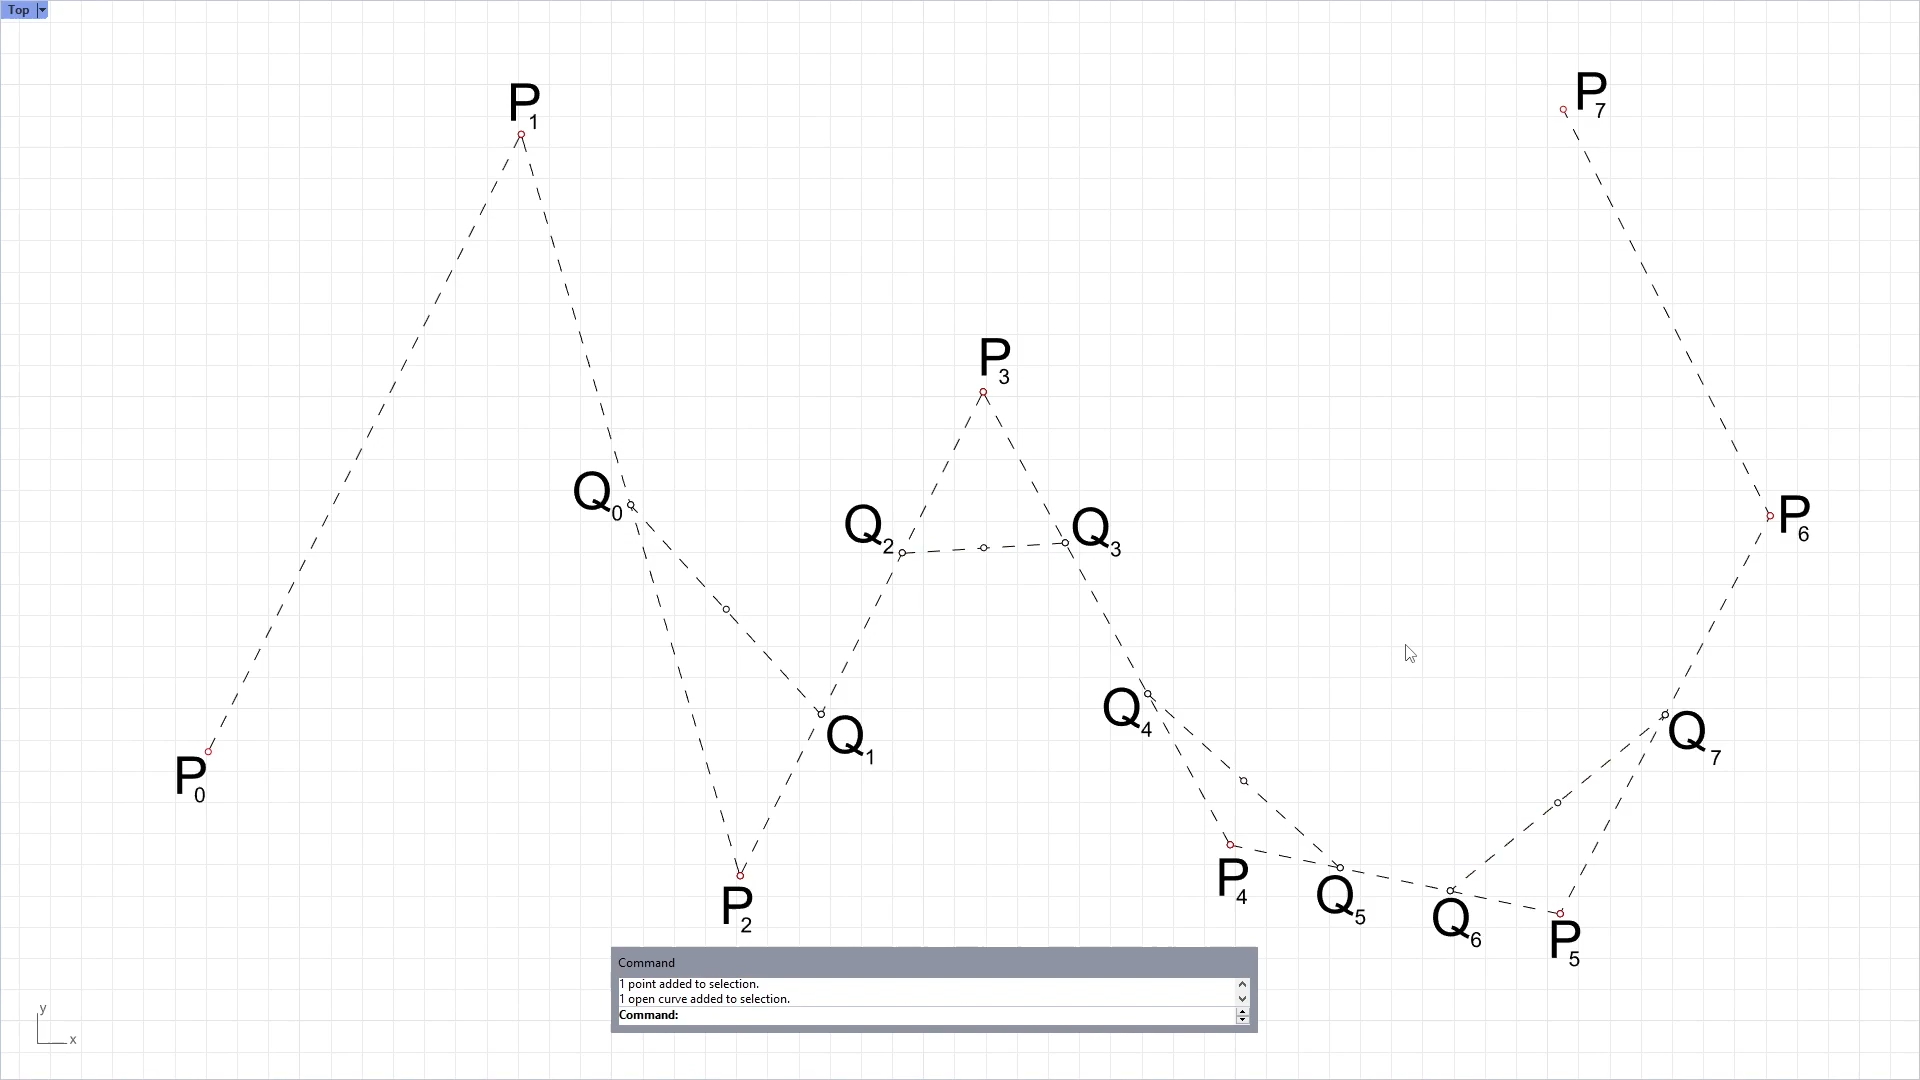 Top
P7
P1
P3
Q0
Q2
Q3
P6
Q4
Q1
Q7
P0
P4
Q5
P2
Q6
P5
Command
1 point added to selection.
1 open curve added to selection.
Command:
y
x